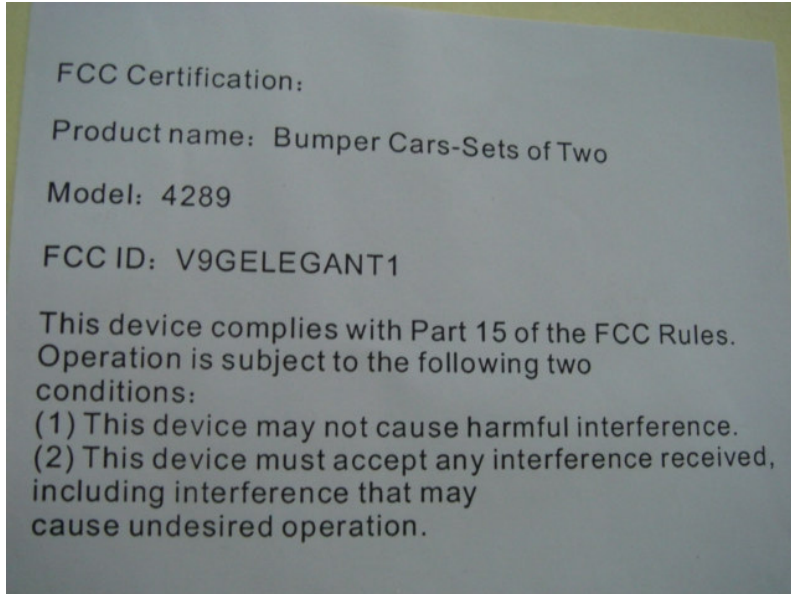 FCC Certification：
Product name： Bumper Cars-Sets of Two
Model： 4289
FCC ID： V9GELEGANT1
This device complies with Part 15 of the FCC Rules.
Operation is subject to the following two
conditions：
(1) This device may not cause harmful interference.
(2) This device must accept any interference received,
including interference that may
cause undesired operation.